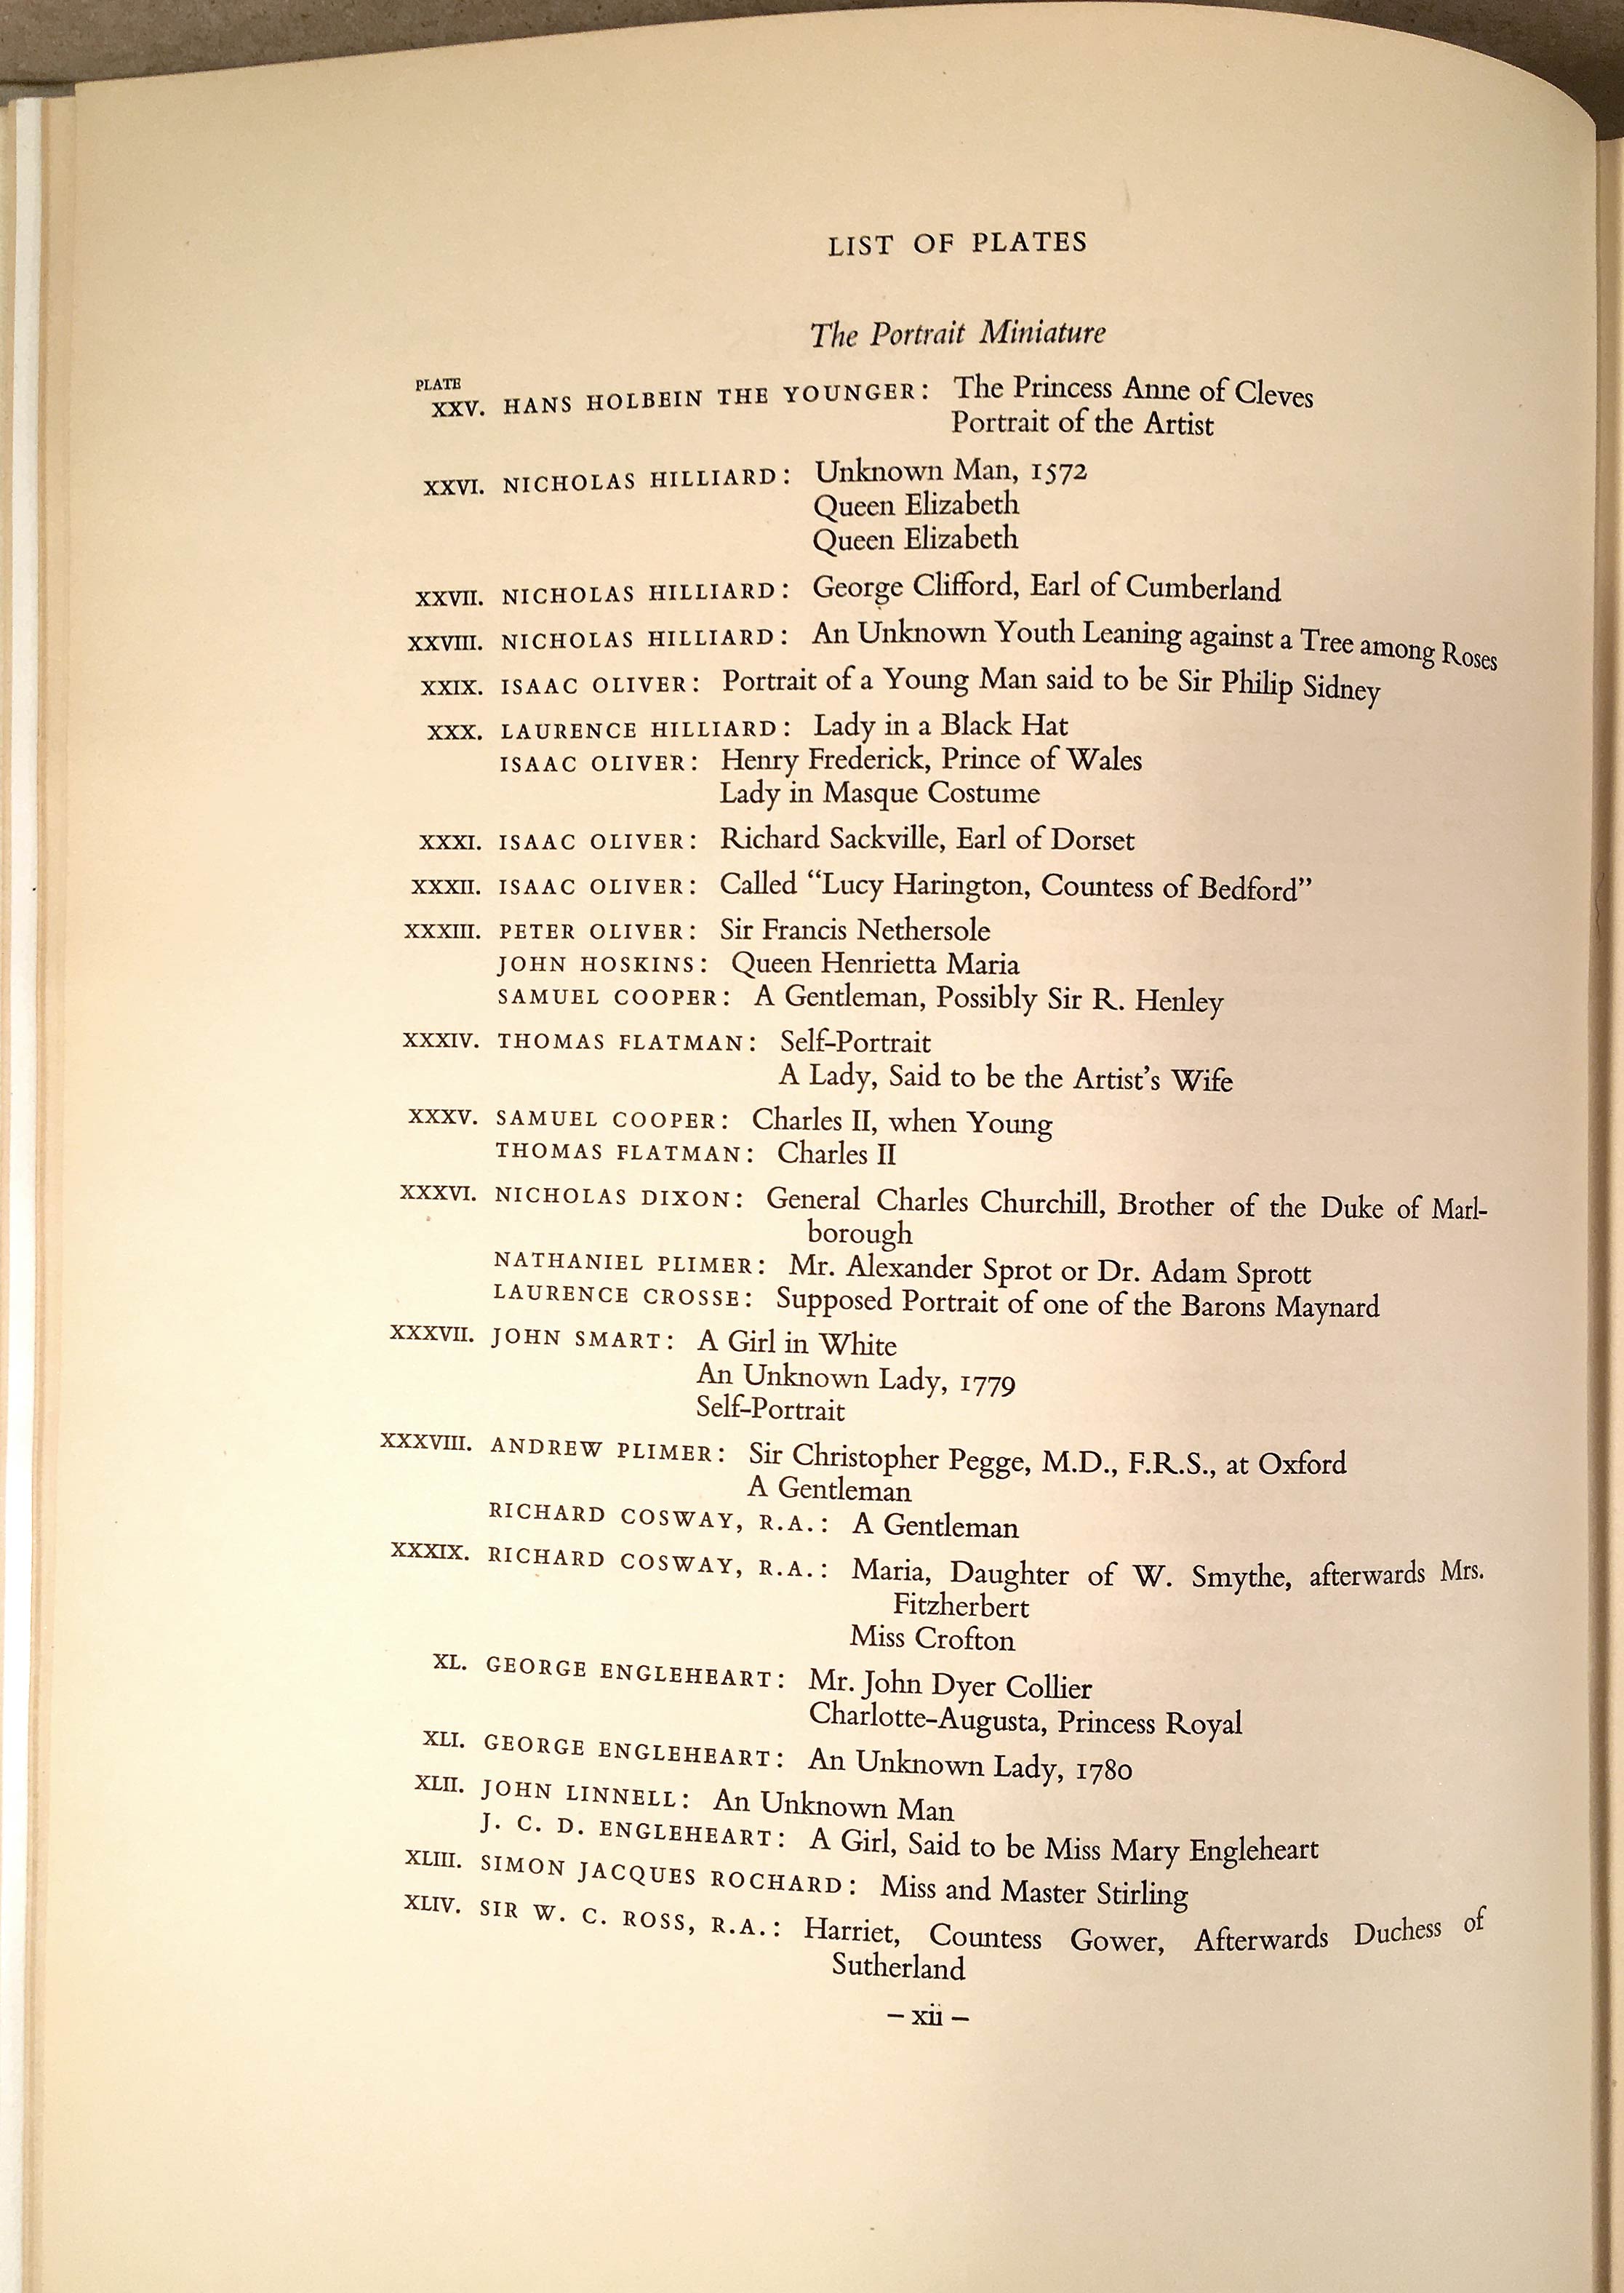 LIST OF PLATES
The Portrait Miniature
PLATE
XXV. HANS HOLBEIN THE YOUNGER: The Princess Anne of Cleves
Portrait of the Artist
XXVI. NICHOLAS HILLIARD: Unknown Man, 1572
Queen Elizabeth
Queen Elizabeth
XXVII. NICHOLAS HILLIARD: George Clifford, Earl of Cumberland
XXVIII. NICHOLAS HILLIARD: An Unknown Youth Leaning against a Tree among Roses
XXIX. ISAAC OLIVER: Portrait of a Young Man said to be Sir Philip Sidney
XXX. LAURENCE HILLIARD: Lady in a Black Hat
ISAAC OLIVER: Henry Frederick, Prince of Wales
Lady in Masque Costume
XXXI. ISAAC OLIVER: Richard Sackville, Earl of Dorset
XXXII. ISAAC OLIVER: Called “Lucy Harington, Countess of Bedford”
XXXIII. PETER OLIVER: Sir Francis Nethersole
JOHN HOSKINS: Queen Henrietta Maria
SAMUEL COOPER: A Gentleman, Possibly Sir R. Henley
XXXIV. THOMAS FLATMAN: Self-Portrait
A Lady, Said to be the Artist’s Wife
XXXV. SAMUEL COOPER: Charles II, when Young
THOMAS FLATMAN: Charles II
XXXVI. NICHOLAS DIXON: General Charles Churchill, Brother of the Duke of Marl-
borough
NATHANIEL PLIMER: Mr. Alexander Sprot or Dr. Adam Sprott
LAURENCE CROSSE: Supposed Portrait of one of the Barons Maynard
XXXVII. JOHN SMART: A Girl in White
An Unknown Lady, 1779
Self-Portrait
XXXVIII. ANDREW PLIMER: Sir Christopher Pegge, M.D., F.R.S., at Oxford
A Gentleman
RICHARD COSWAY, R.A.: A Gentleman
XXXIX. RICHARD COSWAY, R.A.: Maria, Daughter of W. Smythe, afterwards Mrs.
Fitzherbert
Miss Crofton
XL. GEORGE ENGLEHEART: Mr. John Dyer Collier
Charlotte-Augusta, Princess Royal
XLI. GEORGE ENGLEHEART: An Unknown Lady, 1780
XLII. JOHN LINNELL: An Unknown Man
J. C. D. ENGLEHEART: A Girl, Said to be Miss Mary Engleheart
XLIII. SIMON JACQUES ROCHARD: Miss and Master Stirling
XLIV. SIR W. C. ROSS, R.A.: Harriet, Countess Gower, Afterwards Duchess of
Sutherland
– xii –